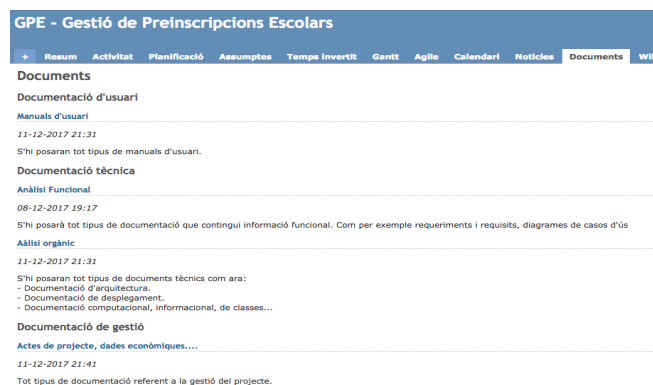 GPE - Gestió de Preinscripcions Escolars
+ Resum Activitat Planificació Assumptes Temps invertit Gantt Agile Calendari Notícies Documents Wi
Documents
Documentació d'usuari
Manuals d'usuari
11-12-2017 21:31
S'hi posaran tot tipus de manuals d'usuari.
Documentació tècnica
Anàlisi Funcional
08-12-2017 19:17
S'hi posarà tot tipus de documentació que contingui informació funcional. Com per exemple requeriments i requisits, diagrames de casos d'ús
Aàlisi orgànic
11-12-2017 21:31
S'hi posaran tot tipus de documents tècnics com ara:
- Documentació d'arquitectura.
- Documentació de desplegament.
- Documentació computacional, informacional, de classes...
Documentació de gestió
Actes de projecte, dades econòmiques....
11-12-2017 21:41
Tot tipus de documentació referent a la gestió del projecte.